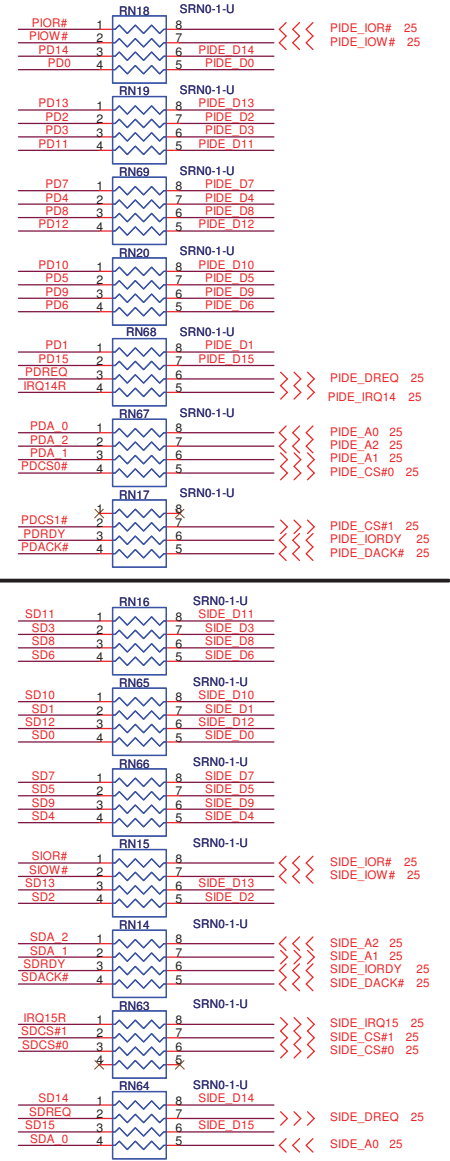 RN18 SRN0-1-U
PIOR# 1 8 PIDE_IOR# 25
PIOW# 2 7 PIDE_IOW# 25
PD14 3 6 PIDE_D14
PD0 4 5 PIDE_D0
RN19 SRN0-1-U
PD13 1 8 PIDE_D13
PD2 2 7 PIDE_D2
PD3 3 6 PIDE_D3
PD11 4 5 PIDE_D11
RN69 SRN0-1-U
PD7 1 8 PIDE_D7
PD4 2 7 PIDE_D4
PD8 3 6 PIDE_D8
PD12 4 5 PIDE_D12
RN20 SRN0-1-U
PD10 1 8 PIDE_D10
PD5 2 7 PIDE_D5
PD9 3 6 PIDE_D9
PD6 4 5 PIDE_D6
RN68 SRN0-1-U
PD1 1 8 PIDE_D1
PD15 2 7 PIDE_D15
PDREQ 3 6 PIDE_DREQ 25
IRQ14R 4 5 PIDE_IRQ14 25
RN67 SRN0-1-U
PDA_0 1 8 PIDE_A0 25
PDA_2 2 7 PIDE_A2 25
PDA_1 3 6 PIDE_A1 25
PDCS0# 4 5 PIDE_CS#0 25
RN17 SRN0-1-U
1 8
PDCS1# 2 7 PIDE_CS#1 25
PDRDY 3 6 PIDE_IORDY 25
PDACK# 4 5 PIDE_DACK# 25
RN16 SRN0-1-U
SD11 1 8 SIDE_D11
SD3 2 7 SIDE_D3
SD8 3 6 SIDE_D8
SD6 4 5 SIDE_D6
RN65 SRN0-1-U
SD10 1 8 SIDE_D10
SD1 2 7 SIDE_D1
SD12 3 6 SIDE_D12
SD0 4 5 SIDE_D0
RN66 SRN0-1-U
SD7 1 8 SIDE_D7
SD5 2 7 SIDE_D5
SD9 3 6 SIDE_D9
SD4 4 5 SIDE_D4
RN15 SRN0-1-U
SIOR# 1 8 SIDE_IOR# 25
SIOW# 2 7 SIDE_IOW# 25
SD13 3 6 SIDE_D13
SD2 4 5 SIDE_D2
RN14 SRN0-1-U
SDA_2 1 8 SIDE_A2 25
SDA_1 2 7 SIDE_A1 25
SDRDY 3 6 SIDE_IORDY 25
SDACK# 4 5 SIDE_DACK# 25
RN63 SRN0-1-U
IRQ15R 1 8 SIDE_IRQ15 25
SDCS#1 2 7 SIDE_CS#1 25
SDCS#0 3 6 SIDE_CS#0 25
4 5
RN64 SRN0-1-U
SD14 1 8 SIDE_D14
SDREQ 2 7 SIDE_DREQ 25
SD15 3 6 SIDE_D15
SDA_0 4 5 SIDE_A0 25